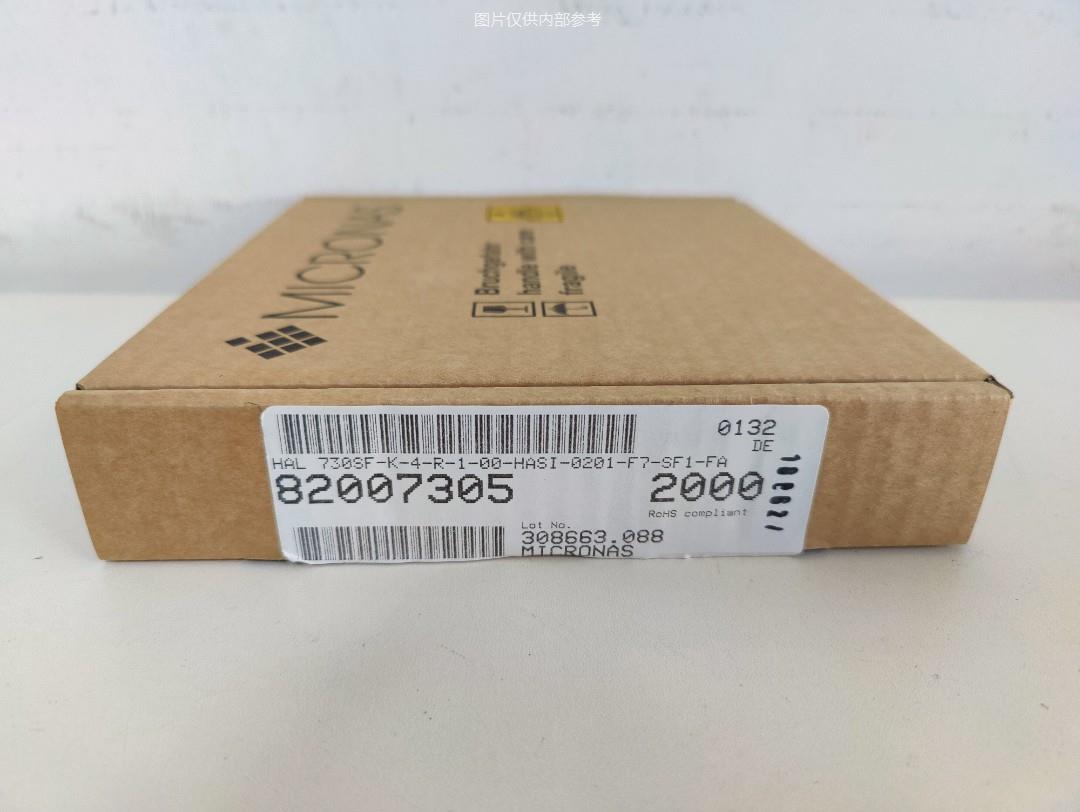 图片仅供内部参考
MICRONAS
handle with care
fragile
0132
DE
HAL 730SF-K-4-R-1-00-HASI-0201-F7-SF1-FA
82007305
2000
RoHS compliant
Lot No.
308663.088
MICRONAS